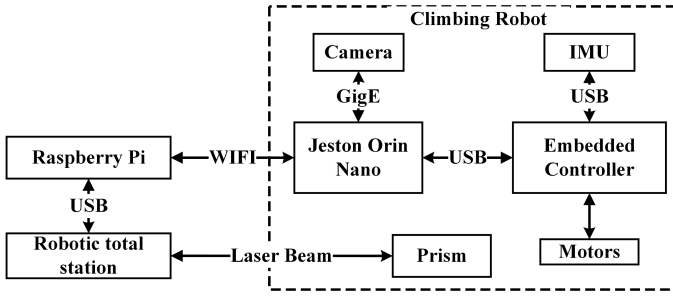 Climbing Robot
Camera
IMU
GigE
USB
Raspberry Pi
WIFI
Jeston Orin
Nano
USB
Embedded
Controller
USB
Robotic total
station
Laser Beam
Prism
Motors